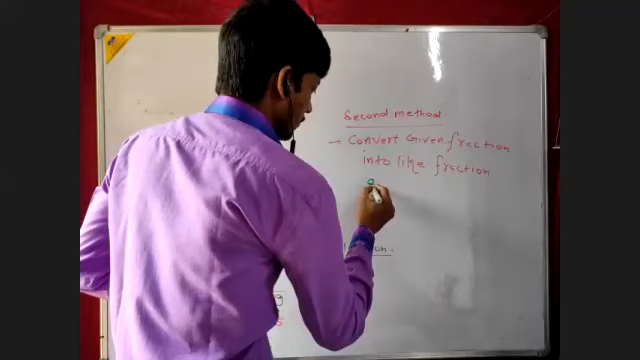 Second method.
→ Convert Given fraction
into like fraction